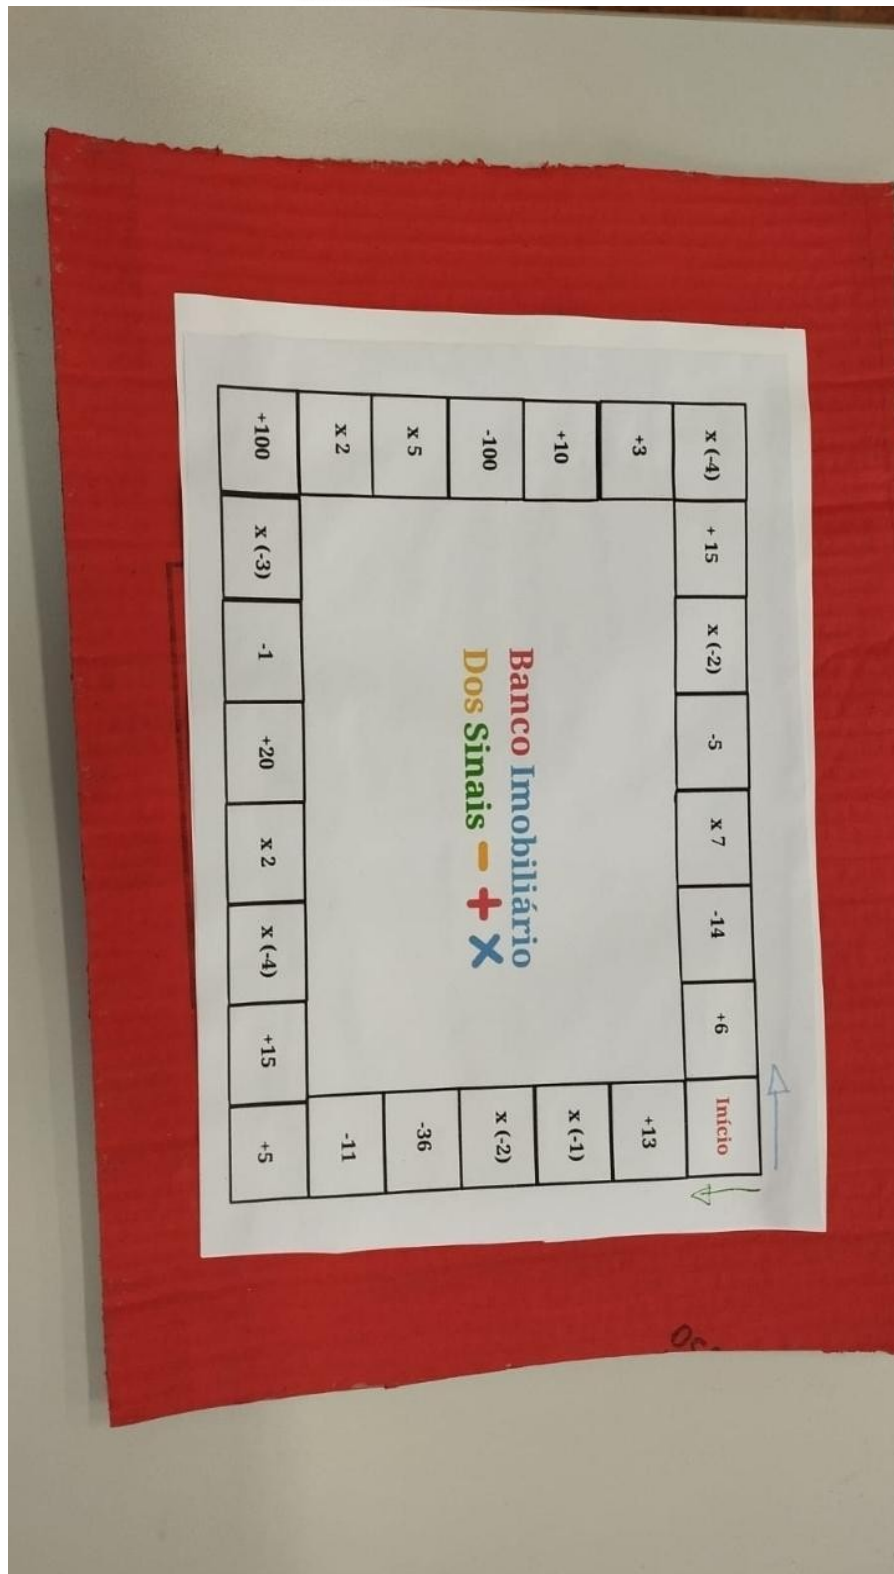 x (-4) + 15 x (-2) -5 x 7 -14 +6 Início
+3 +13
+10 x (-1)
Banco Imobiliário
-100 x (-2)
Dos Sinais - + x
x 5 -36
x 2 -11
+100 x (-3) -1 +20 x 2 x (-4) +15 +5